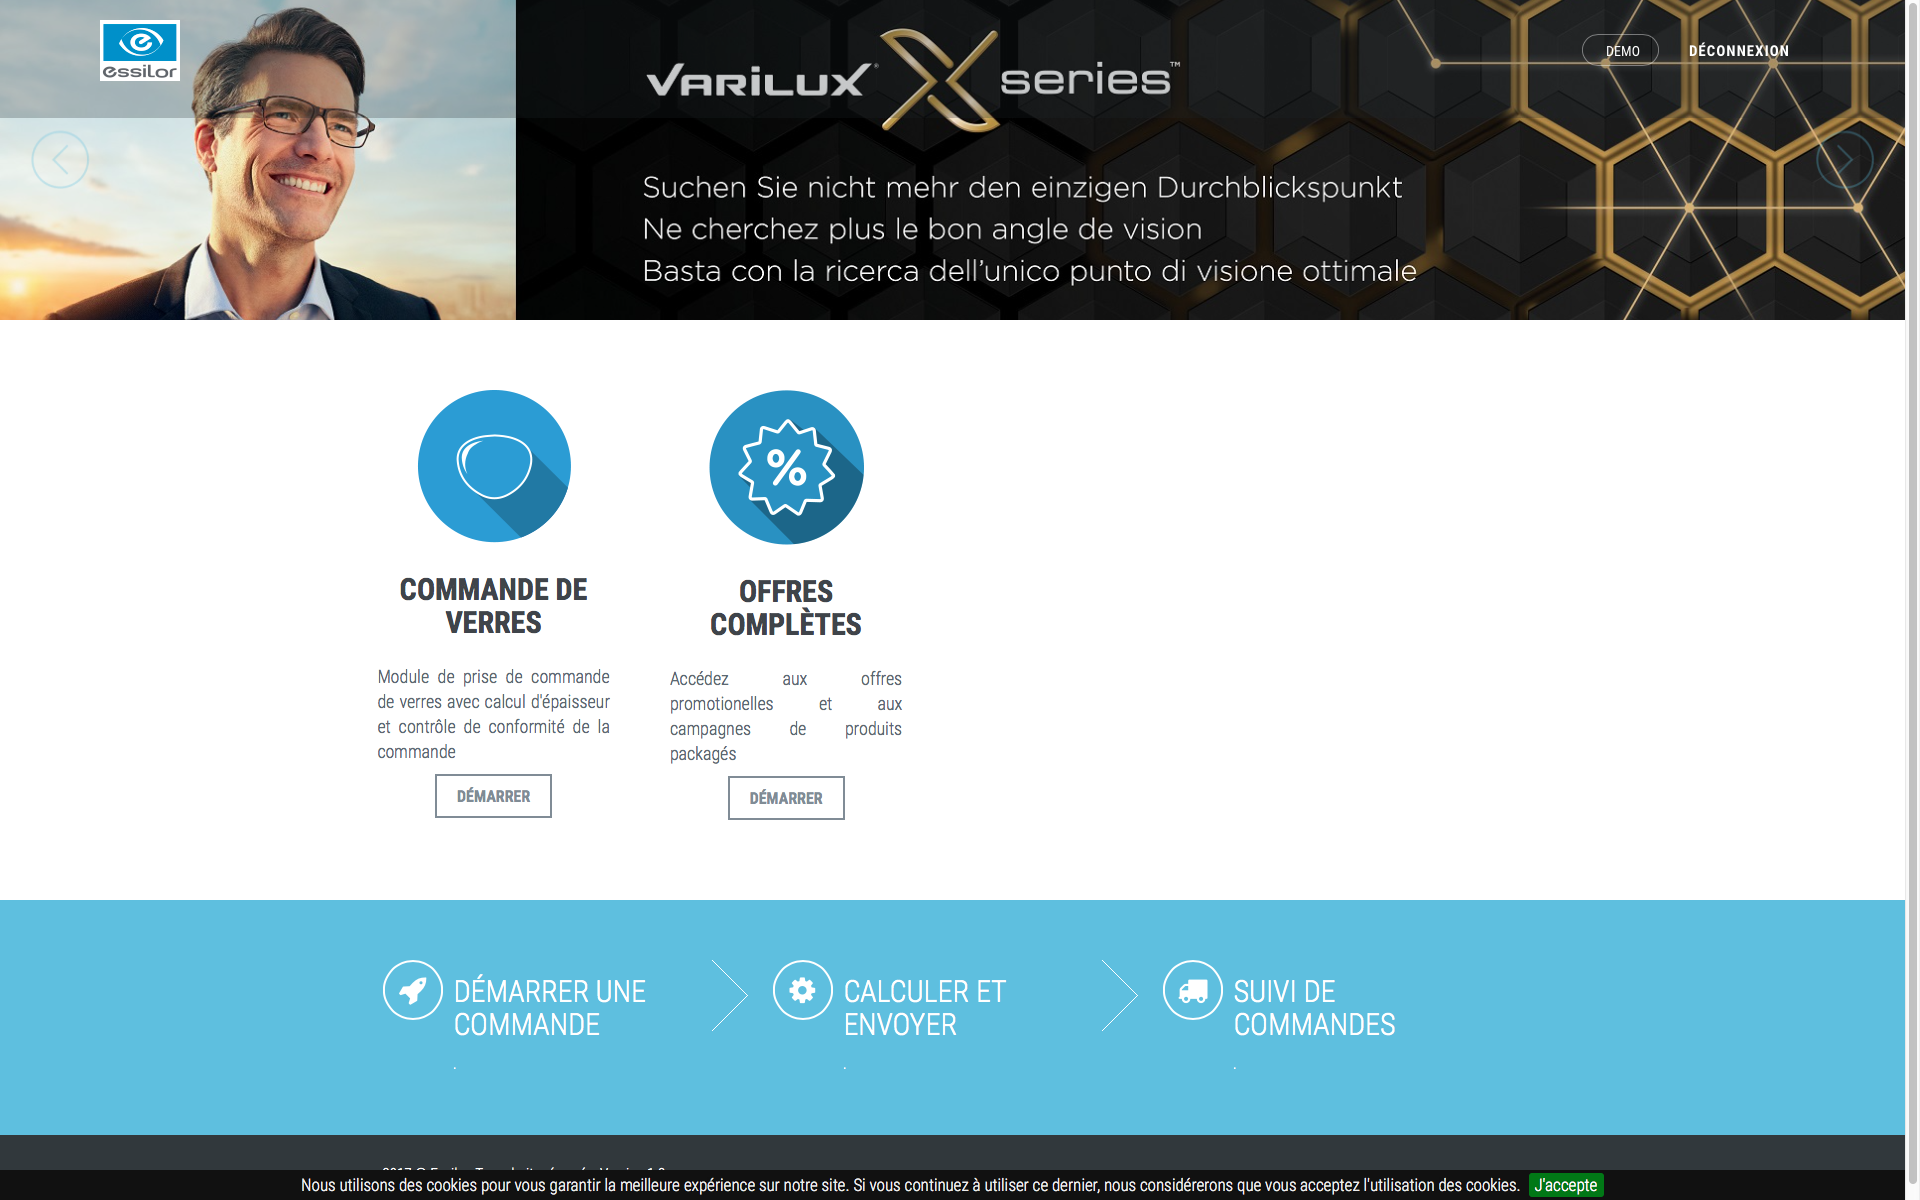 essilor
VARILUX® X series™
DEMO
DÉCONNEXION
Suchen Sie nicht mehr den einzigen Durchblickspunkt
Ne cherchez plus le bon angle de vision
Basta con la ricerca dell’unico punto di visione ottimale
COMMANDE DE
VERRES
Module de prise de commande
de verres avec calcul d'épaisseur
et contrôle de conformité de la
commande
DÉMARRER
OFFRES
COMPLÈTES
Accédez aux offres
promotionelles et aux
campagnes de produits
packagés
DÉMARRER
DÉMARRER UNE
COMMANDE
.
CALCULER ET
ENVOYER
.
SUIVI DE
COMMANDES
.
Nous utilisons des cookies pour vous garantir la meilleure expérience sur notre site. Si vous continuez à utiliser ce dernier, nous considérerons que vous acceptez l'utilisation des cookies. J'accepte